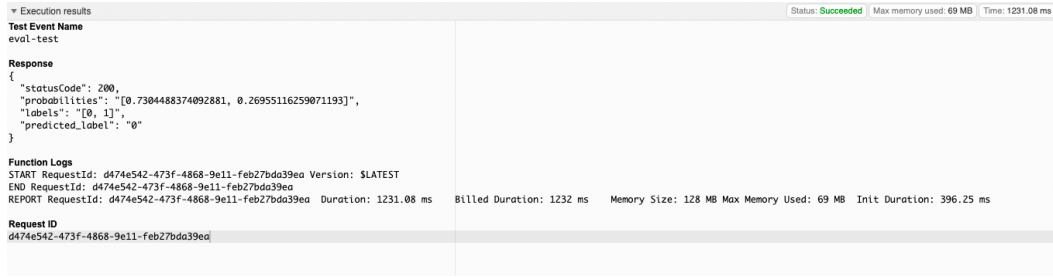 ▼ Execution results
Status: Succeeded Max memory used: 69 MB Time: 1231.08 ms
Test Event Name
eval-test
Response
{
  "statusCode": 200,
  "probabilities": "[0.7304488374092881, 0.26955116259071193]",
  "labels": "[0, 1]",
  "predicted_label": "0"
}
Function Logs
START RequestId: d474e542-473f-4868-9e11-feb27bda39ea Version: $LATEST
END RequestId: d474e542-473f-4868-9e11-feb27bda39ea
REPORT RequestId: d474e542-473f-4868-9e11-feb27bda39ea Duration: 1231.08 ms Billed Duration: 1232 ms Memory Size: 128 MB Max Memory Used: 69 MB Init Duration: 396.25 ms
Request ID
d474e542-473f-4868-9e11-feb27bda39ea